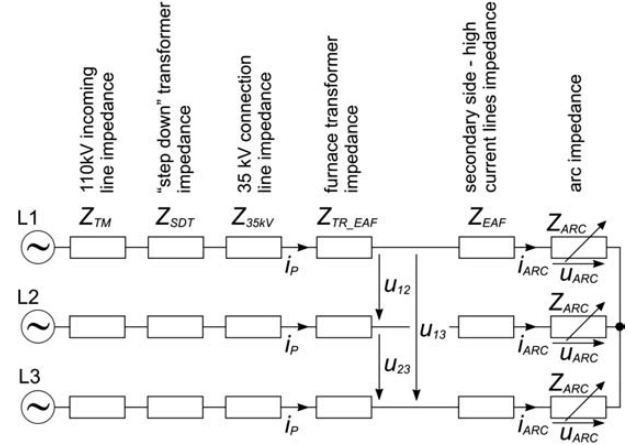 110kV incoming
line impedance
“step down” transformer
impedance
35 kV connection
line impedance
furnace transformer
impedance
secondary side - high
current lines impedance
arc impedance
L1
Z_TM
Z_SDT
Z_35kV
Z_TR_EAF
Z_EAF
Z_ARC
i_P
i_ARC
u_ARC
u_12
L2
Z_ARC
i_P
u_13
i_ARC
u_ARC
u_23
L3
Z_ARC
i_P
i_ARC
u_ARC